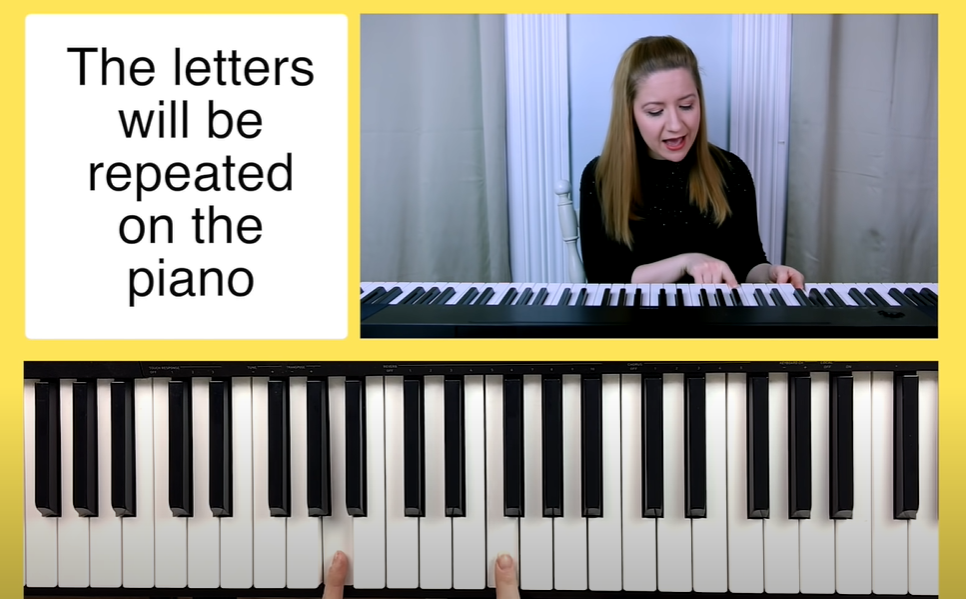 The letters
will be
repeated
on the
piano